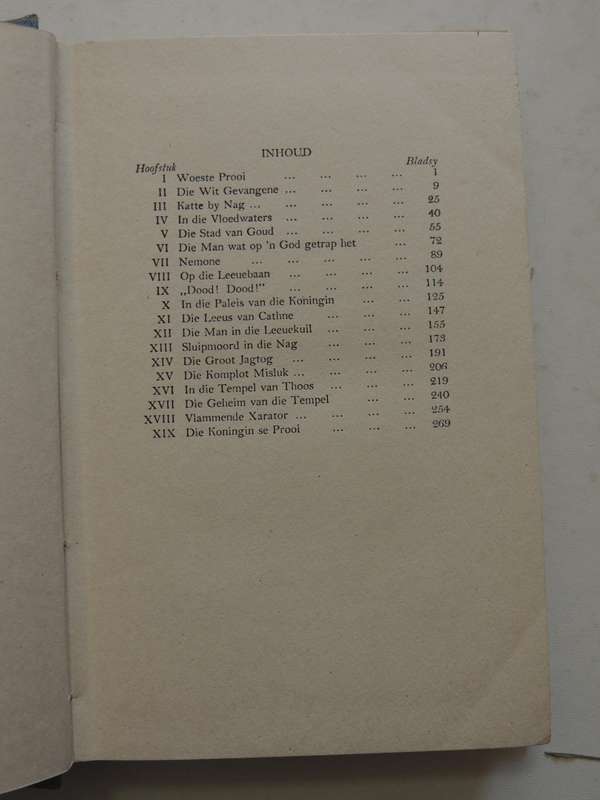 INHOUD
Hoofstuk Bladsy
I Woeste Prooi ... ... ... ... 1
II Die Wit Gevangene ... ... ... ... 9
III Katte by Nag ... ... ... ... ... 25
IV In die Vloedwaters ... ... ... ... 40
V Die Stad van Goud ... ... ... ... 55
VI Die Man wat op 'n God getrap het ... 72
VII Nemone ... ... ... ... ... 89
VIII Op die Leeuebaan ... ... ... ... 104
IX „Dood! Dood!” ... ... ... ... 114
X In die Paleis van die Koningin ... ... 125
XI Die Leeus van Cathne ... ... ... 147
XII Die Man in die Leeuekuil ... ... ... 155
XIII Sluipmoord in die Nag ... ... ... 173
XIV Die Groot Jagtog ... ... ... ... 191
XV Die Komplot Misluk ... ... ... ... 206
XVI In die Tempel van Thoos ... ... ... 219
XVII Die Geheim van die Tempel ... ... 240
XVIII Vlammende Xarator ... ... ... ... 254
XIX Die Koningin se Prooi ... ... ... 269